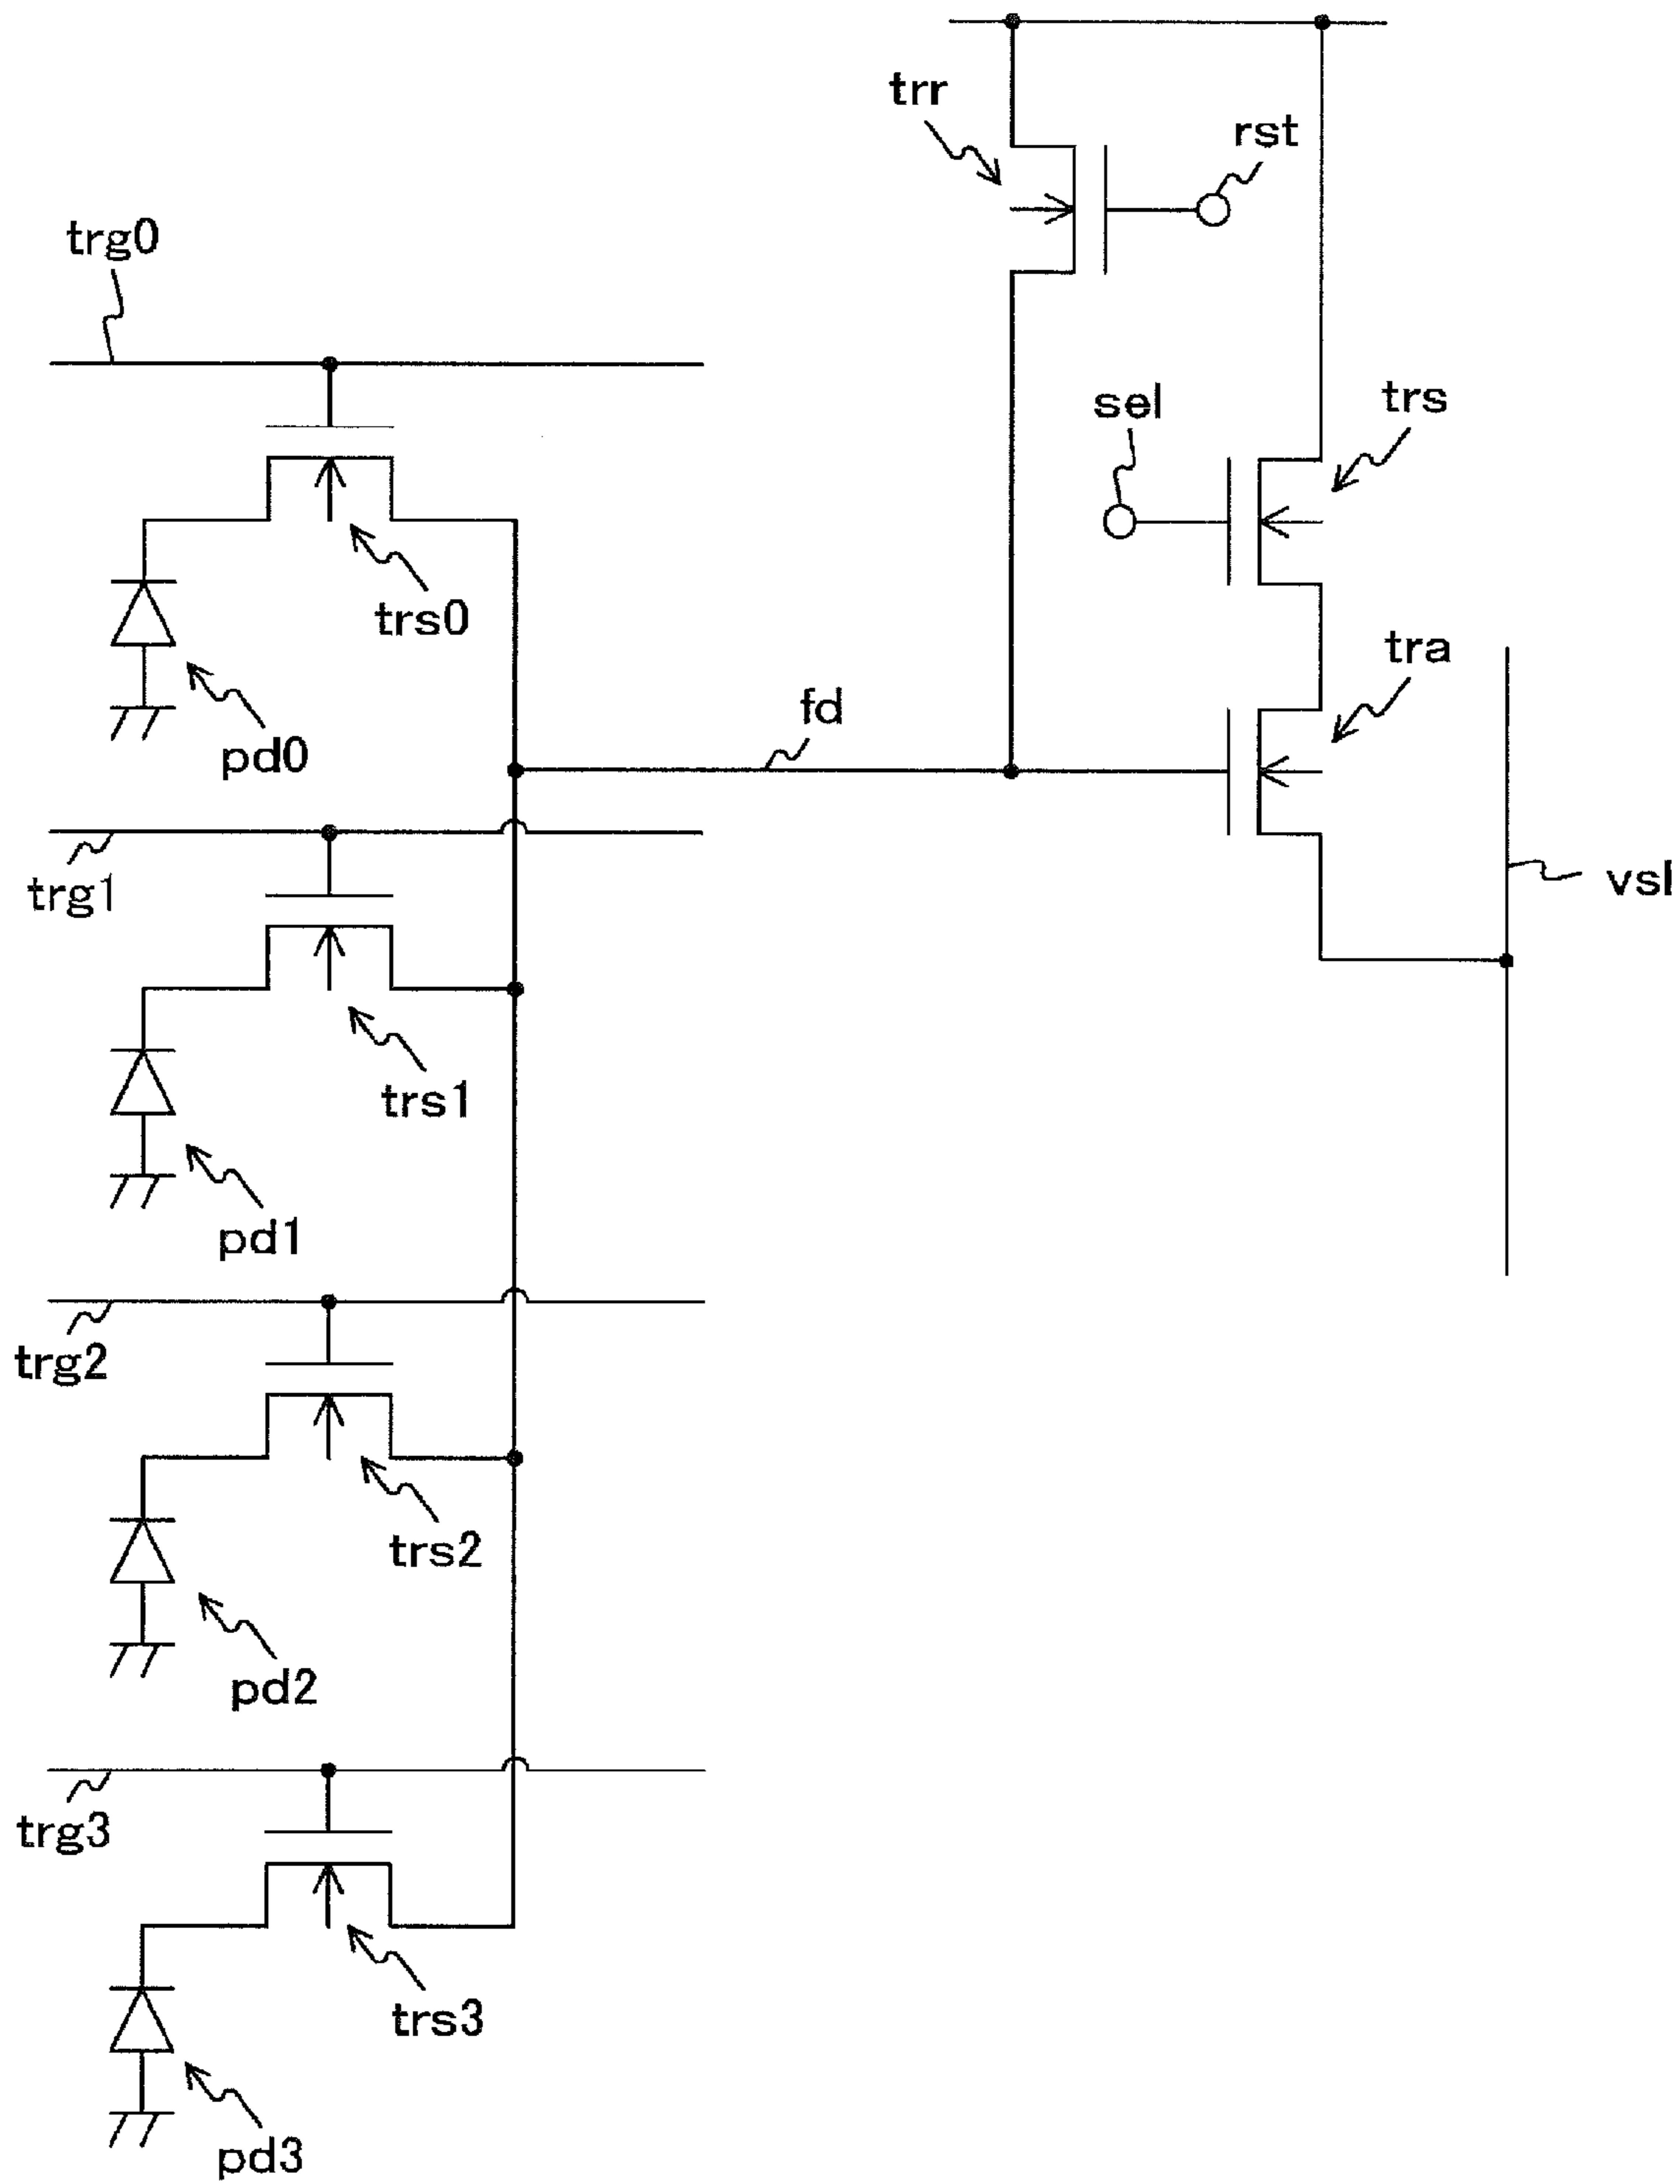 trr
rst
trg0
sel
trs
trs0
tra
pd0
fd
trg1
vsl
trs1
pd1
trg2
trs2
pd2
trg3
trs3
pd3